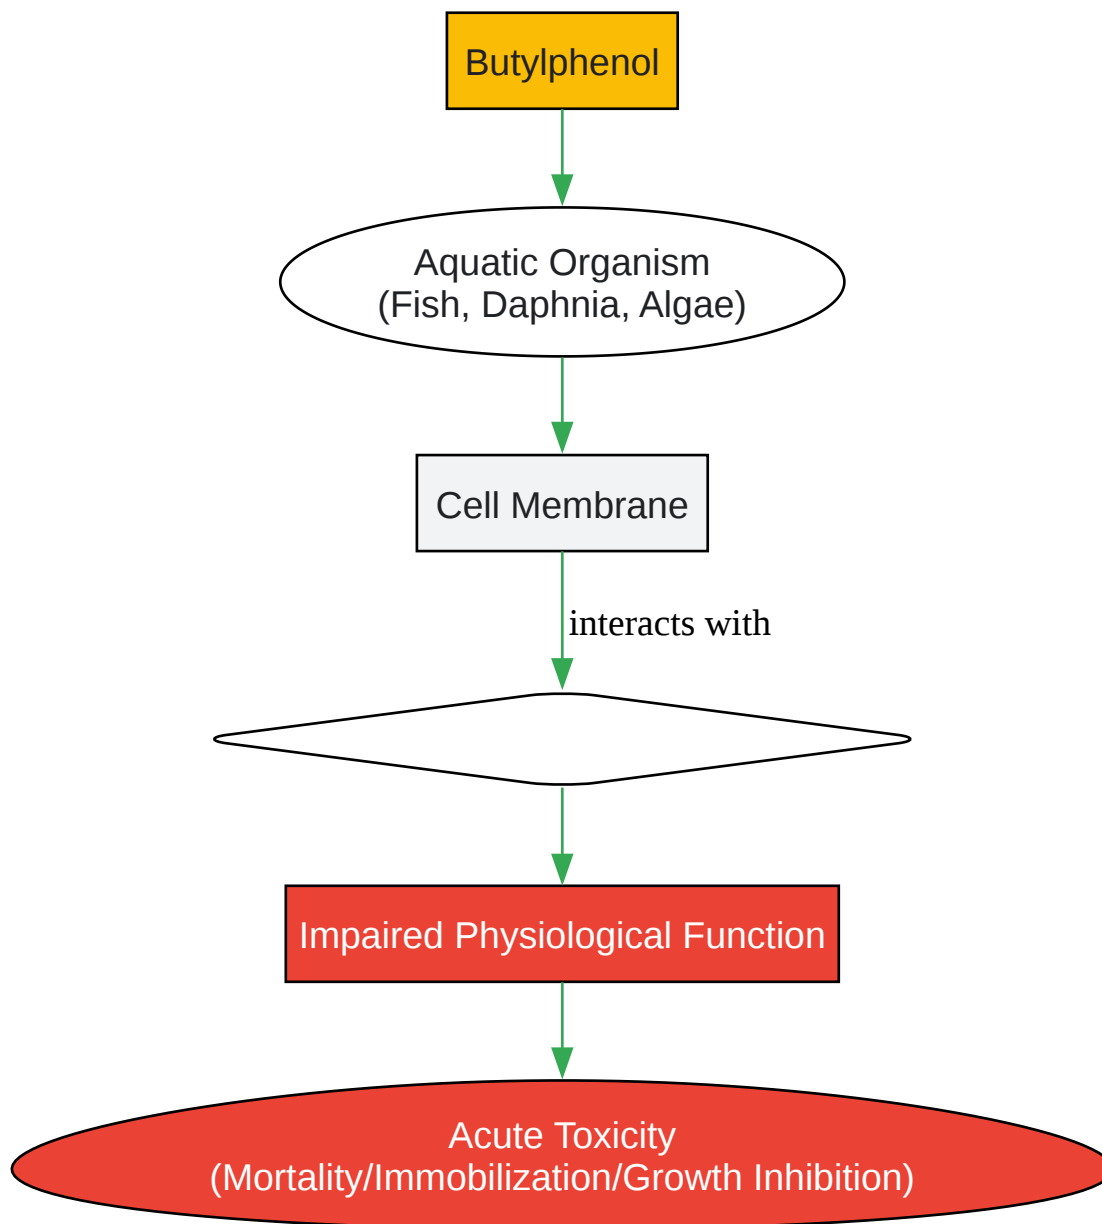 Butylphenol
Aquatic Organism
(Fish, Daphnia, Algae)
Cell Membrane
interacts with
Impaired Physiological Function
Acute Toxicity
(Mortality/Immobilization/Growth Inhibition)